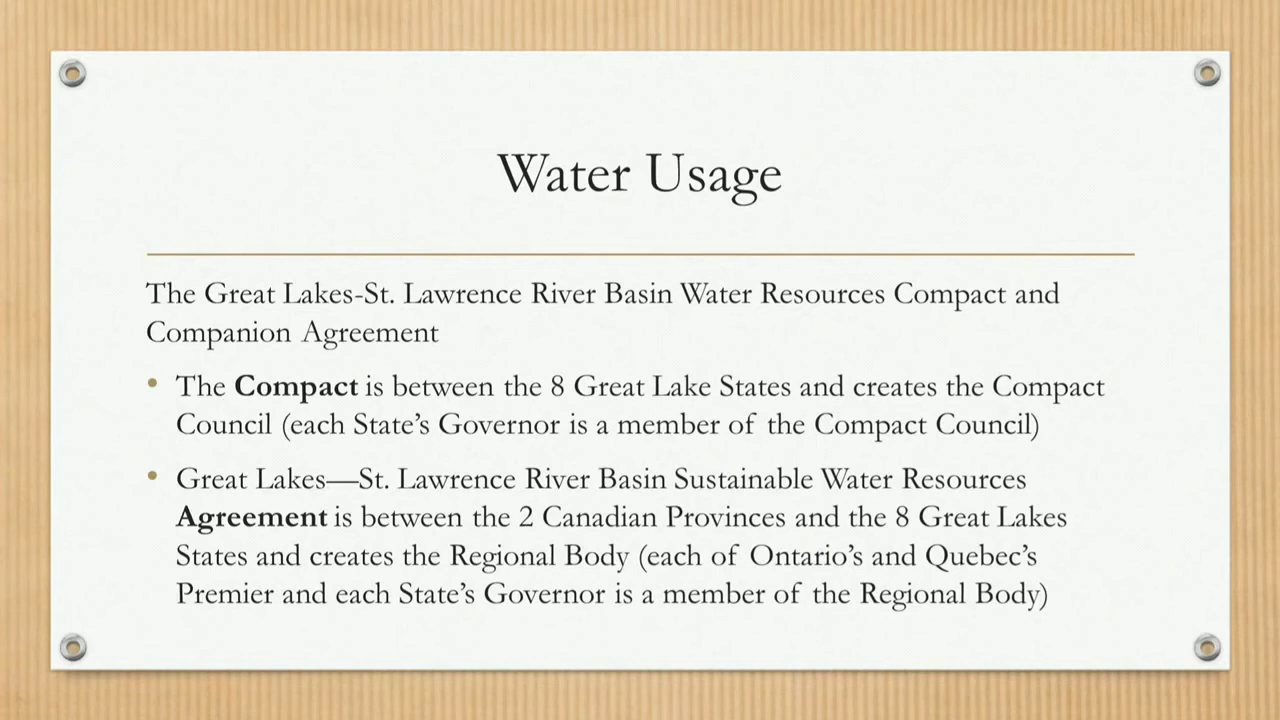 Water Usage
The Great Lakes-St. Lawrence River Basin Water Resources Compact and
Companion Agreement
• The Compact is between the 8 Great Lake States and creates the Compact
Council (each State’s Governor is a member of the Compact Council)
• Great Lakes—St. Lawrence River Basin Sustainable Water Resources
Agreement is between the 2 Canadian Provinces and the 8 Great Lakes
States and creates the Regional Body (each of Ontario’s and Quebec’s
Premier and each State’s Governor is a member of the Regional Body)